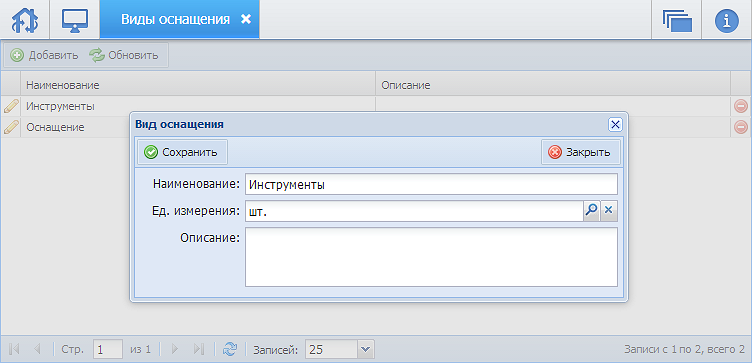 Виды оснащения
Добавить Обновить
Наименование Описание
Инструменты
Оснащение
Вид оснащения
Сохранить Закрыть
Наименование: Инструменты
Ед. измерения: шт.
Описание:
Стр. 1 из 1 Записей: 25 Записи с 1 по 2, всего 2